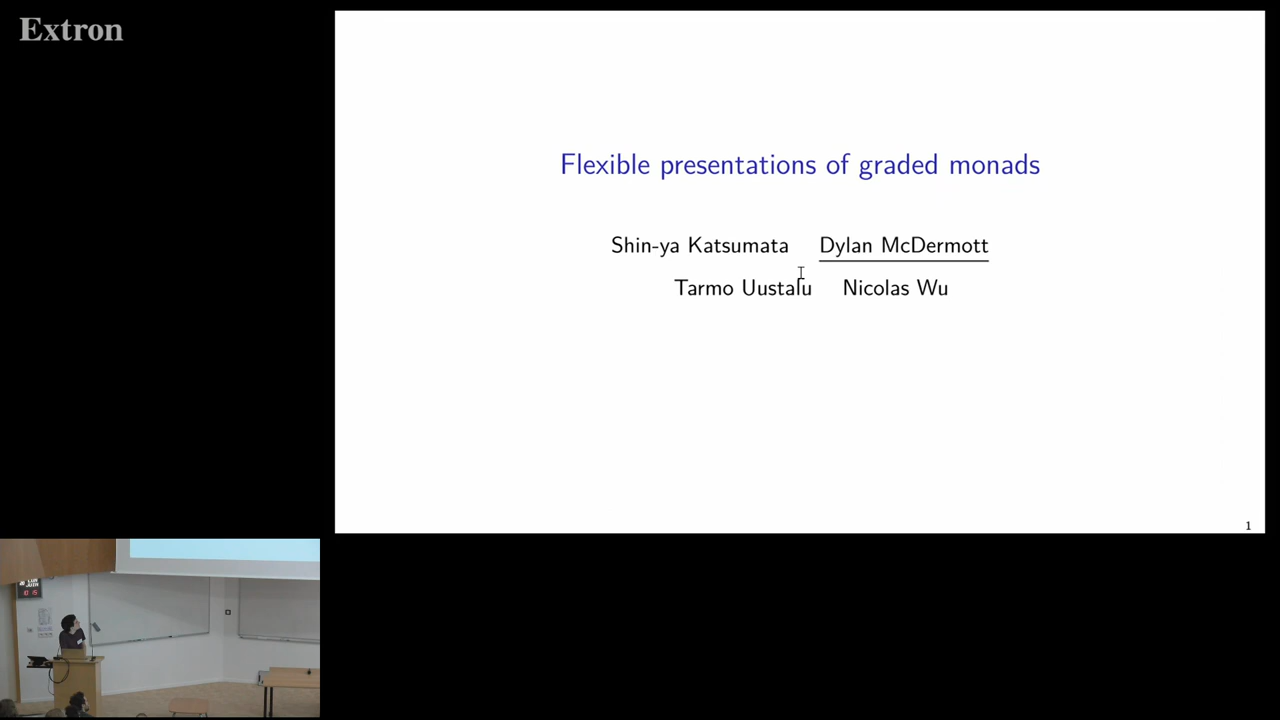 Extron
Flexible presentations of graded monads
Shin-ya Katsumata Dylan McDermott
Tarmo Uustalu Nicolas Wu
1